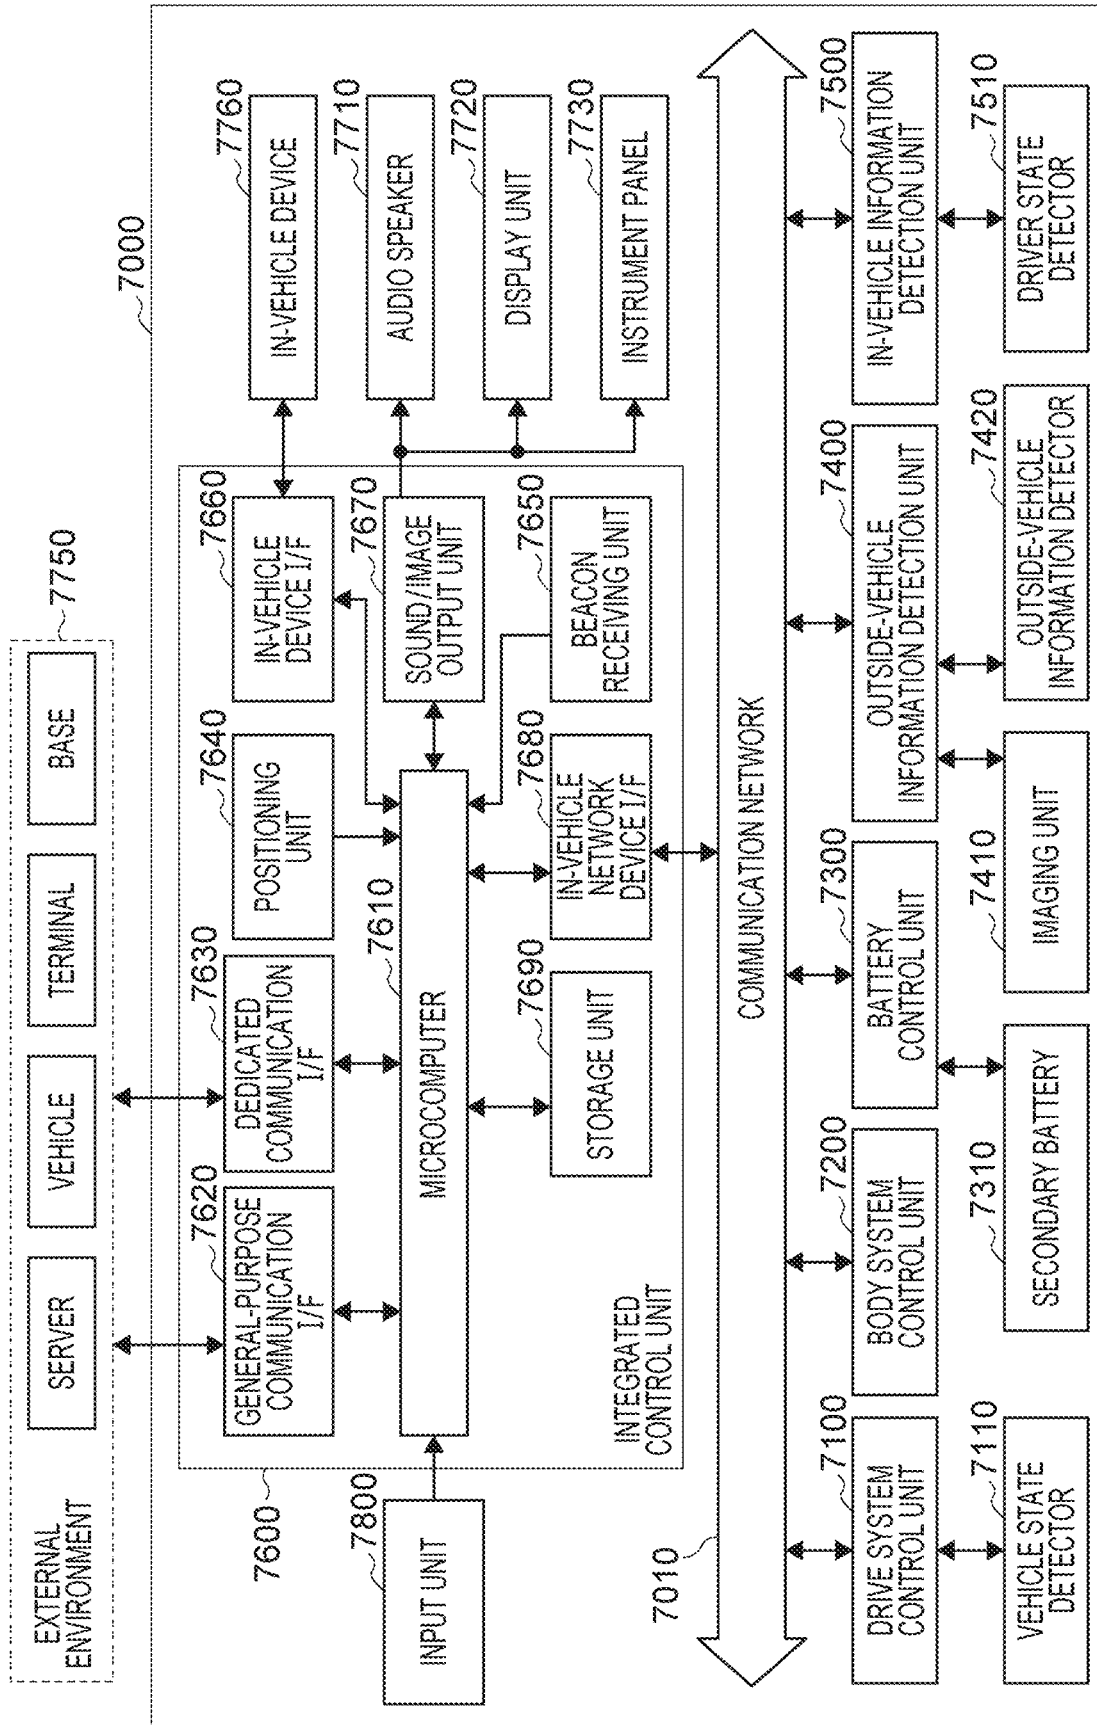 EXTERNAL
ENVIRONMENT
SERVER
VEHICLE
TERMINAL
BASE
7750
7000
7600
7620
GENERAL-PURPOSE
COMMUNICATION
I/F
7630
DEDICATED
COMMUNICATION
I/F
7640
POSITIONING
UNIT
7660
IN-VEHICLE
DEVICE I/F
7760
IN-VEHICLE DEVICE
7800
INPUT UNIT
7610
MICROCOMPUTER
7670
SOUND/IMAGE
OUTPUT UNIT
7710
AUDIO SPEAKER
7720
DISPLAY UNIT
7730
INSTRUMENT PANEL
INTEGRATED
CONTROL UNIT
7690
STORAGE UNIT
7680
IN-VEHICLE
NETWORK
DEVICE I/F
7650
BEACON
RECEIVING UNIT
7010
COMMUNICATION NETWORK
7100
DRIVE SYSTEM
CONTROL UNIT
7200
BODY SYSTEM
CONTROL UNIT
7300
BATTERY
CONTROL UNIT
7400
OUTSIDE-VEHICLE
INFORMATION DETECTION UNIT
7500
IN-VEHICLE INFORMATION
DETECTION UNIT
7110
VEHICLE STATE
DETECTOR
7310
SECONDARY BATTERY
7410
IMAGING UNIT
7420
OUTSIDE-VEHICLE
INFORMATION DETECTOR
7510
DRIVER STATE
DETECTOR